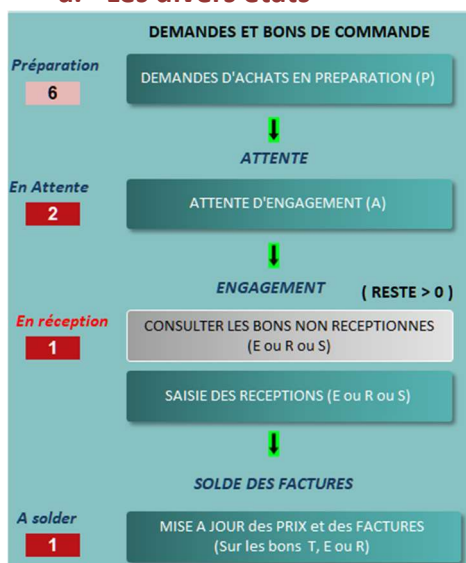 DEMANDES ET BONS DE COMMANDE
Préparation
6
DEMANDES D'ACHATS EN PREPARATION (P)
ATTENTE
En Attente
2
ATTENTE D'ENGAGEMENT (A)
ENGAGEMENT ( RESTE > 0 )
En réception
1
CONSULTER LES BONS NON RECEPTIONNES
(E ou R ou S)
SAISIE DES RECEPTIONS (E ou R ou S)
SOLDE DES FACTURES
A solder
1
MISE A JOUR des PRIX et des FACTURES
(Sur les bons T, E ou R)